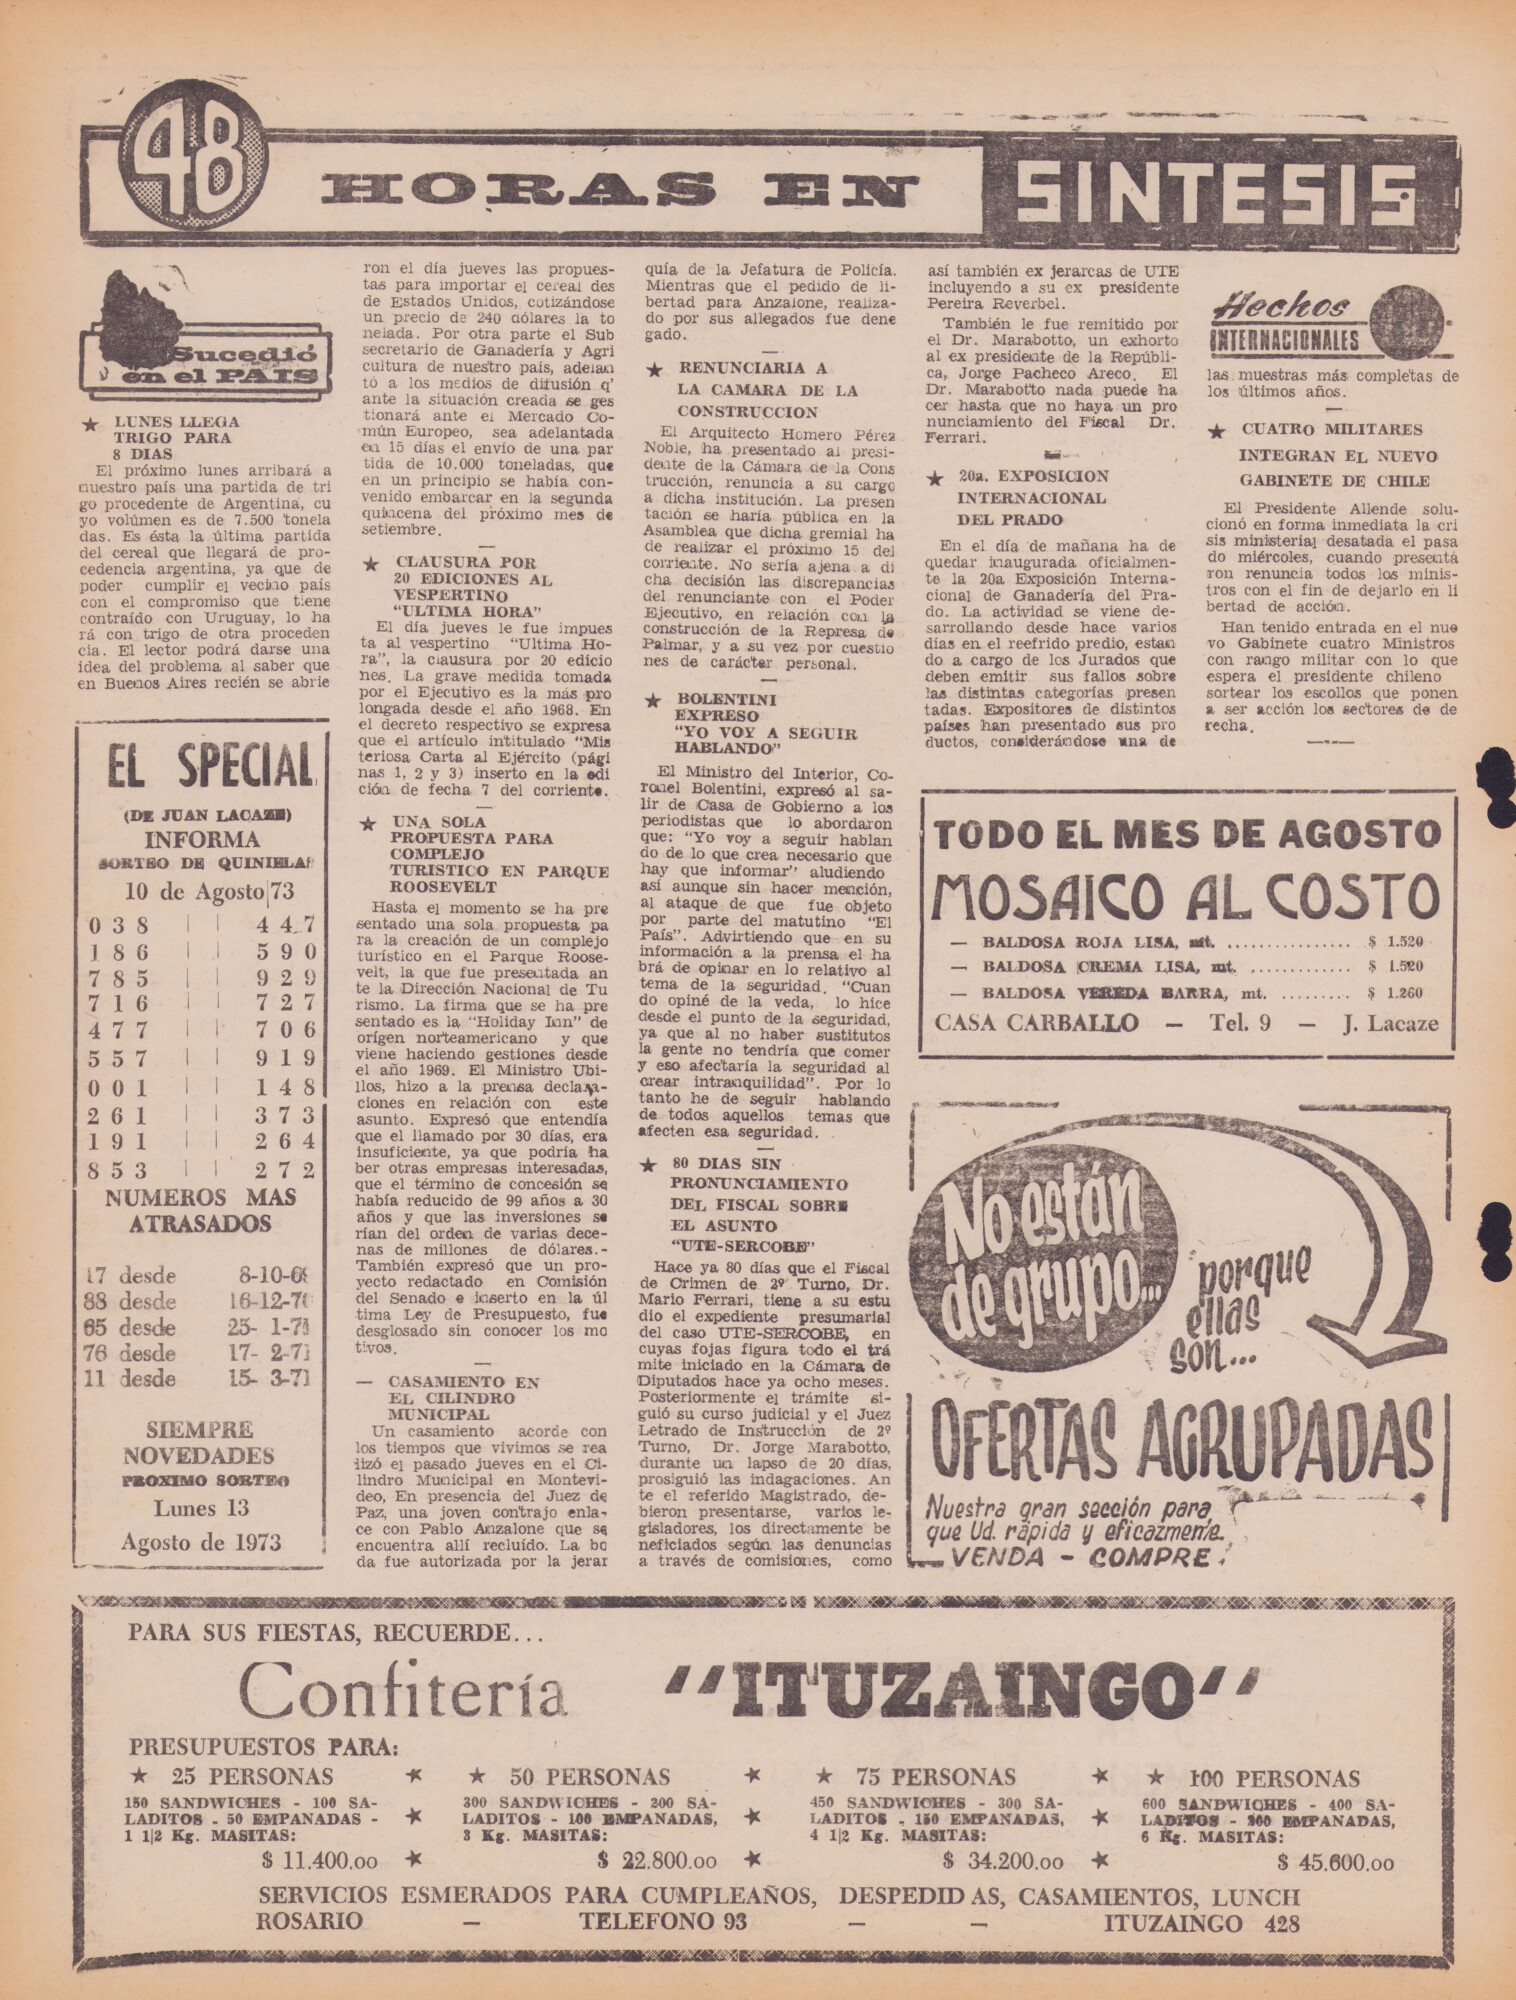 48 HORAS EN SINTESIS
Sucedió
en el PAIS
★ LUNES LLEGA
TRIGO PARA
8 DIAS
El próximo lunes arribará a
nuestro país una partida de tri
go procedente de Argentina, cu
yo volúmen es de 7.500 tonela
das. Es ésta la última partida
del cereal que llegará de pro-
cedencia argentina, ya que de
poder cumplir el vecino país
con el compromiso que tiene
contraído con Uruguay, lo ha
rá con trigo de otra proceden
cia. El lector podrá darse una
idea del problema al saber que
en Buenos Aires recién se abrie
ron el día jueves las propues-
tas para importar el cereal des
de Estados Unidos, cotizándose
un precio de 240 dólares la to
nelada. Por otra parte el Sub
secretario de Ganadería y Agri
cultura de nuestro país, adelan
tó a los medios de difusión q'
ante la situación creada se ges
tionará ante el Mercado Co-
mún Europeo, sea adelantada
en 15 días el envío de una par
tida de 10.000 toneladas, que
en un principio se había con-
venido embarcar en la segunda
quincena del próximo mes de
setiembre.
★ CLAUSURA POR
20 EDICIONES AL
VESPERTINO
"ULTIMA HORA"
El día jueves le fue impues
ta al vespertino "Ultima Ho-
ra", la clausura por 20 edicio
nes. La grave medida tomada
por el Ejecutivo es la más pro
longada desde el año 1968. En
el decreto respectivo se expresa
que el artículo intitulado "Mis
teriosa Carta al Ejército (pági
nas 1, 2 y 3) inserto en la edi
ción de fecha 7 del corriente.
★ UNA SOLA
PROPUESTA PARA
COMPLEJO
TURISTICO EN PARQUE
ROOSEVELT
Hasta el momento se ha pre
sentado una sola propuesta pa
ra la creación de un complejo
turístico en el Parque Roose-
velt, la que fue presentada an
te la Dirección Nacional de Tu
rismo. La firma que se ha pre
sentado es la "Holiday Inn" de
orígen norteamericano y que
viene haciendo gestiones desde
el año 1969. El Ministro Ubi-
llos, hizo a la prensa declara-
ciones en relación con este
asunto. Expresó que entendía
que el llamado por 30 días, era
insuficiente, ya que podría ha
ber otras empresas interesadas,
que el término de concesión se
había reducido de 99 años a 30
años y que las inversiones se
rían del orden de varias dece-
nas de millones de dólares.-
También expresó que un pro-
yecto redactado en Comisión
del Senado e inserto en la úl
tima Ley de Presupuesto, fue
desglosado sin conocer los mo
tivos.
— CASAMIENTO EN
EL CILINDRO
MUNICIPAL
Un casamiento acorde con
los tiempos que vivimos se rea
lizó el pasado jueves en el Ci-
lindro Municipal en Montevi-
deo, En presencia del Juez de
Paz, una joven contrajo enla-
ce con Pablo Anzalone que se
encuentra allí recluído. La bo
da fue autorizada por la jerar
quía de la Jefatura de Policía.
Mientras que el pedido de li-
bertad para Anzalone, realiza-
do por sus allegados fue dene
gado.
★ RENUNCIARIA A
LA CAMARA DE LA
CONSTRUCCION
El Arquitecto Homero Pérez
Noble, ha presentado al presi-
dente de la Cámara de la Cons
trucción, renuncia a su cargo
a dicha institución. La presen
tación se haría pública en la
Asamblea que dicha gremial ha
de realizar el próximo 15 del
corriente. No sería ajena a di
cha decisión las discrepancias
del renunciante con el Poder
Ejecutivo, en relación con la
construcción de la Represa de
Palmar, y a su vez por cuestio
nes de carácter personal.
★ BOLENTINI
EXPRESO
"YO VOY A SEGUIR
HABLANDO"
El Ministro del Interior, Co-
ronel Bolentini, expresó al sa-
lir de Casa de Gobierno a los
periodistas que lo abordaron
que: "Yo voy a seguir hablan
do de lo que crea necesario que
hay que informar" aludiendo
así aunque sin hacer mención,
al ataque de que fue objeto
por parte del matutino "El
País". Advirtiendo que en su
información a la prensa el ha
brá de opinar en lo relativo al
tema de la seguridad. "Cuan
do opiné de la veda, lo hice
desde el punto de la seguridad,
ya que al no haber sustitutos
la gente no tendría que comer
y eso afectaría la seguridad al
crear intranquilidad". Por lo
tanto he de seguir hablando
de todos aquellos temas que
afecten esa seguridad.
★ 80 DIAS SIN
PRONUNCIAMIENTO
DEL FISCAL SOBRE
EL ASUNTO
"UTE-SERCOBE"
Hace ya 80 días que el Fiscal
de Crimen de 2º Turno, Dr.
Mario Ferrari, tiene a su estu
dio el expediente presumarial
del caso UTE-SERCOBE, en
cuyas fojas figura todo el trá
mite iniciado en la Cámara de
Diputados hace ya ocho meses.
Posteriormente el trámite si-
guió su curso judicial y el Juez
Letrado de Instrucción de 2º
Turno, Dr. Jorge Marabotto,
durante un lapso de 20 días,
prosiguió las indagaciones. An
te el referido Magistrado, de-
bieron presentarse, varios le-
gisladores, los directamente be
neficiados según las denuncias
a través de comisiones, como
así también ex jerarcas de UTE
incluyendo a su ex presidente
Pereira Reverbel.
También le fue remitido por
el Dr. Marabotto, un exhorto
al ex presidente de la Repúbli-
ca, Jorge Pacheco Areco. El
Dr. Marabotto nada puede ha
cer hasta que no haya un pro
nunciamiento del Fiscal Dr.
Ferrari.
★ 20a. EXPOSICION
INTERNACIONAL
DEL PRADO
En el día de mañana ha de
quedar inaugurada oficialmen-
te la 20a Exposición Interna-
cional de Ganadería del Pra-
do. La actividad se viene de-
sarrollando desde hace varios
días en el reefrido predio, estan
do a cargo de los Jurados que
deben emitir sus fallos sobre
las distintas categorías presen
tadas. Expositores de distintos
países han presentado sus pro
ductos, considerándose una de
Hechos
INTERNACIONALES
las muestras más completas de
los últimos años.
★ CUATRO MILITARES
INTEGRAN EL NUEVO
GABINETE DE CHILE
El Presidente Allende solu-
cionó en forma inmediata la cri
sis ministerial desatada el pasa
do miércoles, cuando presentá
ron renuncia todos los minis-
tros con el fin de dejarlo en li
bertad de acción.
Han tenido entrada en el nue
vo Gabinete cuatro Ministros
con rango militar con lo que
espera el presidente chileno
sortear los escollos que ponen
a ser acción los sectores de de
recha.
EL SPECIAL
(DE JUAN LACAZE)
INFORMA
SORTEO DE QUINIELAS
10 de Agosto|73
038 | | 447
186 | | 590
785 | | 929
716 | | 727
477 | | 706
557 | | 919
001 | | 148
261 | | 373
191 | | 264
853 | | 272
NUMEROS MAS
ATRASADOS
17 desde
88 desde
65 desde 25- 1-71
76 desde 17- 2-71
11 desde 15- 3-71
SIEMPRE
NOVEDADES
PROXIMO SORTEO
Lunes 13
Agosto de 1973
TODO EL MES DE AGOSTO
MOSAICO AL COSTO
— BALDOSA ROJA LISA, mt. ............... $ 1.520
— BALDOSA CREMA LISA, mt. ............ $ 1.520
— BALDOSA VEREDA BARRA, mt. ......... $ 1.260
CASA CARBALLO — Tel. 9 — J. Lacaze
No están
de grupo...
porque
ellas
son...
OFERTAS AGRUPADAS
Nuestra gran sección para
que Ud. rápida y eficazmente.
VENDA - COMPRE.
PARA SUS FIESTAS, RECUERDE...
Confitería "ITUZAINGO"
PRESUPUESTOS PARA:
★ 25 PERSONAS ★
150 SANDWICHES - 100 SA-
LADITOS - 50 EMPANADAS - ★
1 1|2 Kg. MASITAS:
$ 11.400.oo ★
★ 50 PERSONAS ★
300 SANDWICHES - 200 SA-
LADITOS - 100 EMPANADAS, ★
3 Kg. MASITAS:
$ 22.800.oo ★
★ 75 PERSONAS ★
450 SANDWICHES - 300 SA-
LADITOS - 150 EMPANADAS, ★
4 1|2 Kg. MASITAS:
$ 34.200.oo ★
★ 100 PERSONAS
600 SANDWICHES - 400 SA-
LADITOS - 200 EMPANADAS,
6 Kg. MASITAS:
$ 45.600.oo
SERVICIOS ESMERADOS PARA CUMPLEAÑOS, DESPEDIDAS, CASAMIENTOS, LUNCH
ROSARIO — TELEFONO 93 — — ITUZAINGO 428